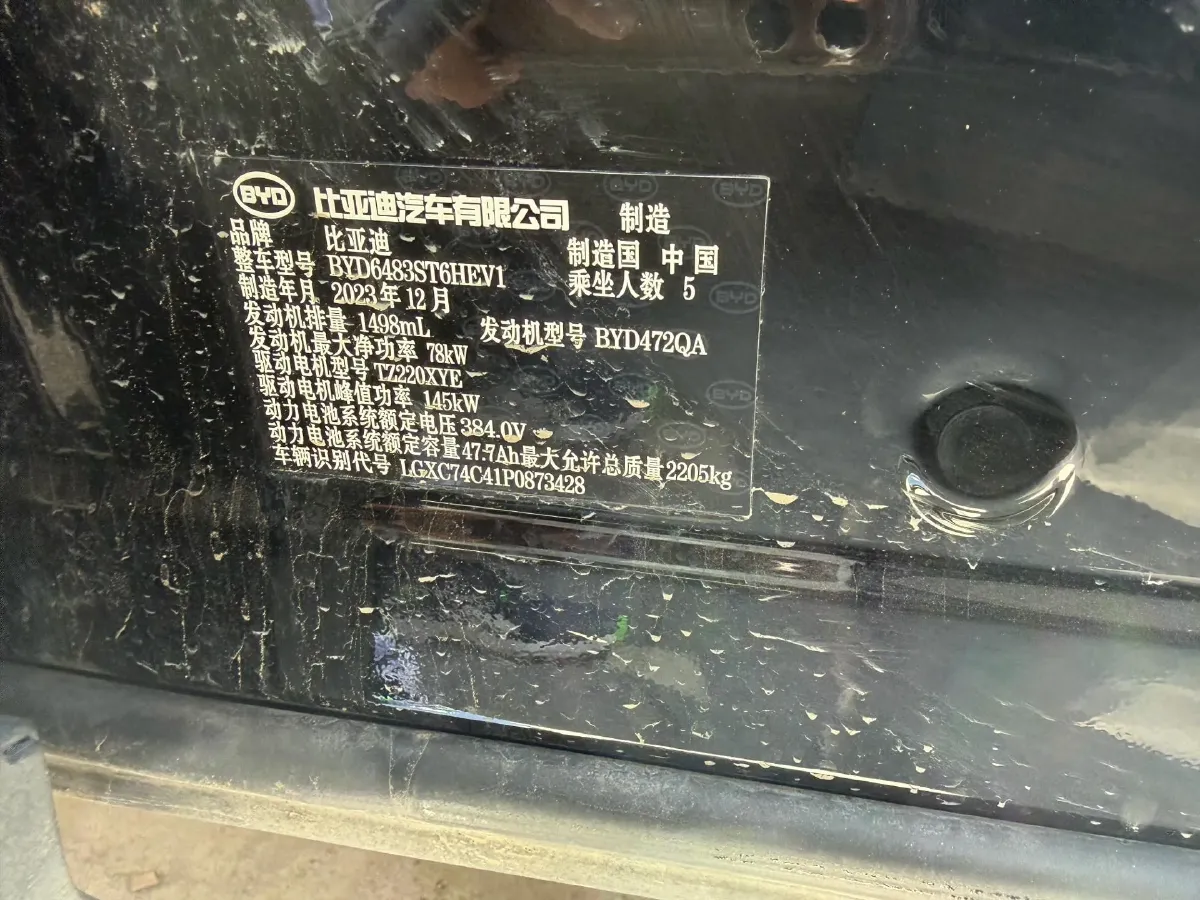 BYD 比亚迪汽车有限公司 制造
品牌 比亚迪 制造国 中国
整车型号 BYD6483ST6HEV1 乘坐人数 5
制造年月 2023年12月
发动机排量 1498mL 发动机型号 BYD472QA
发动机最大净功率 78kW
驱动电机型号 TZ220XYE
驱动电机峰值功率 145kW
动力电池系统额定电压 384.0V
动力电池系统额定容量 47.7Ah 最大允许总质量 2205kg
车辆识别代号 LGXC74C41P0873428